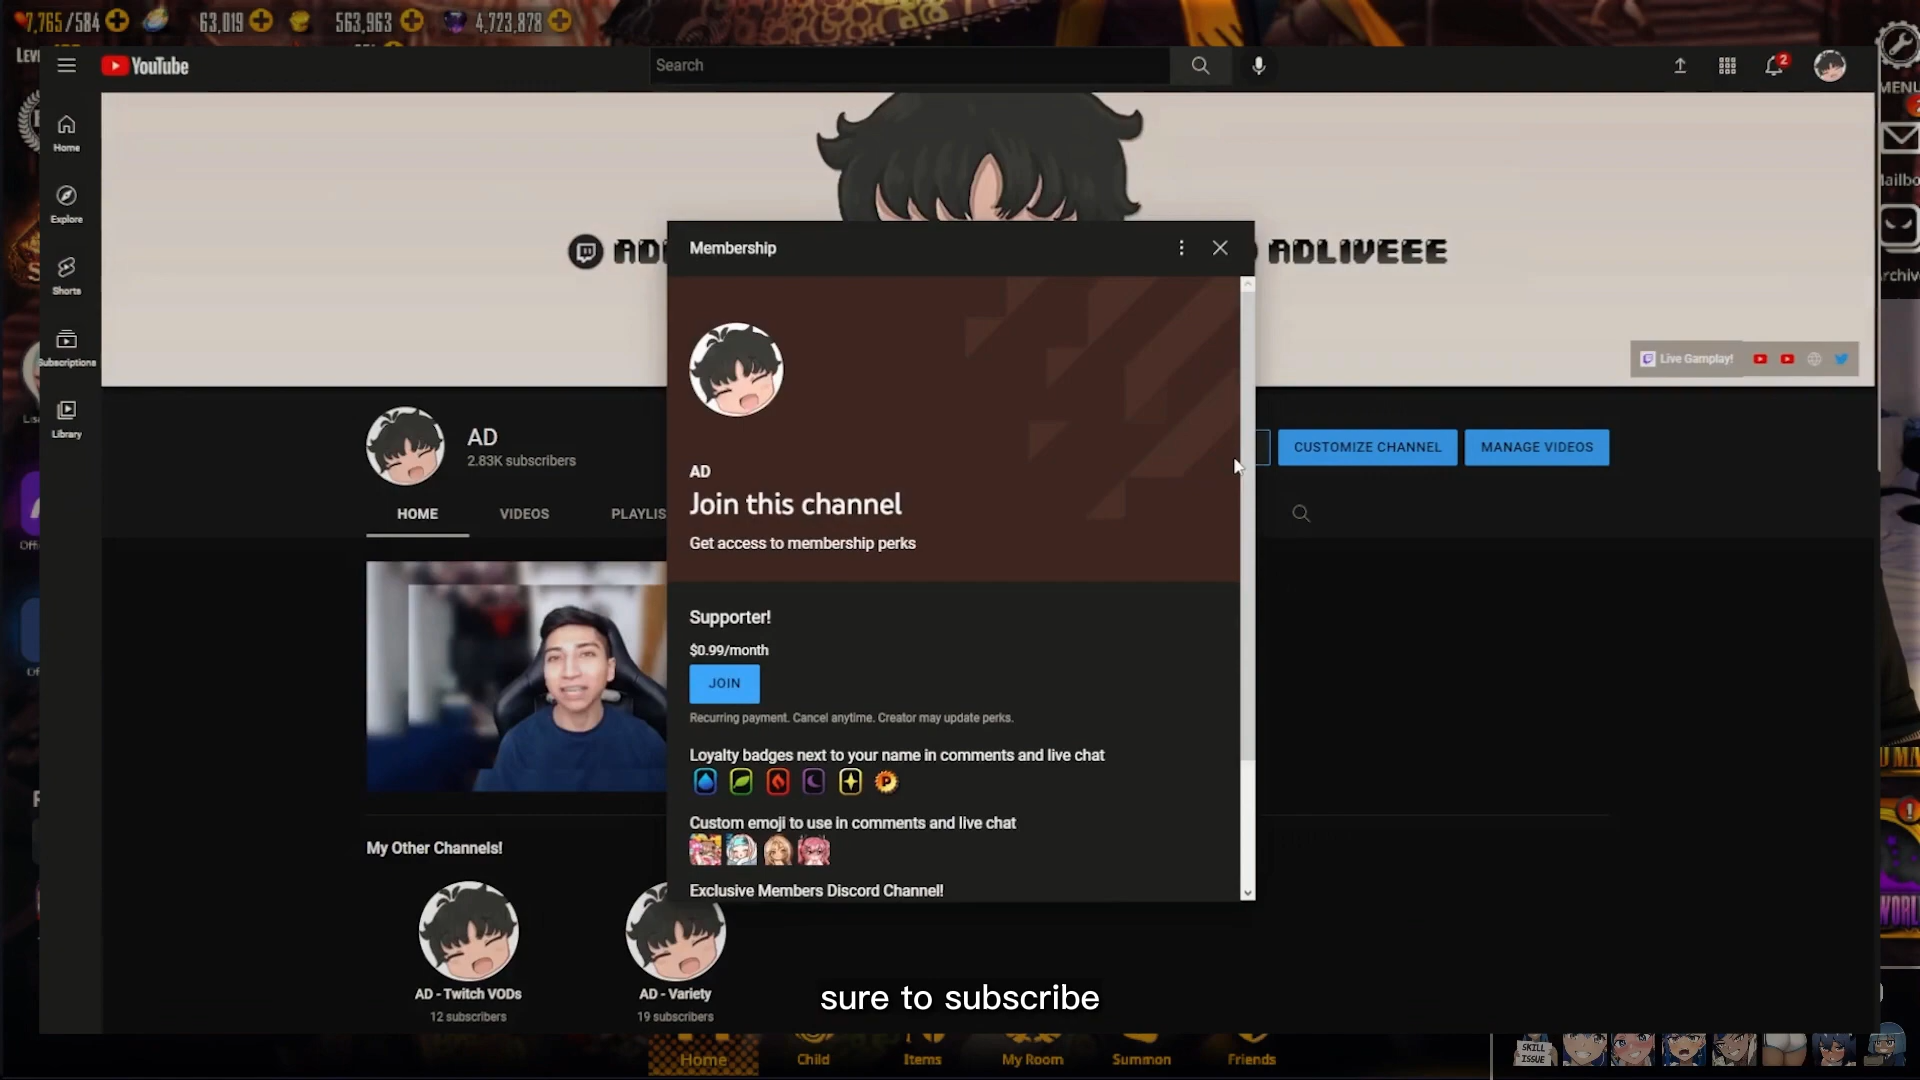 7,765/584
63,019
563,963
4,723,878
YouTube
Search
2
MENU
Home
Explore
Shorts
Subscriptions
Library
ADLIVEEE
Live Gamplay!
Membership
AD
Join this channel
Get access to membership perks
Supporter!
$0.99/month
JOIN
Recurring payment. Cancel anytime. Creator may update perks.
Loyalty badges next to your name in comments and live chat
Custom emoji to use in comments and live chat
Exclusive Members Discord Channel!
AD
2.83K subscribers
CUSTOMIZE CHANNEL
MANAGE VIDEOS
HOME
VIDEOS
PLAYLIS
My Other Channels!
AD - Twitch VODs
12 subscribers
AD - Variety
19 subscribers
sure to subscribe
Home
Child
Items
My Room
Summon
Friends
SKILL
ISSUE